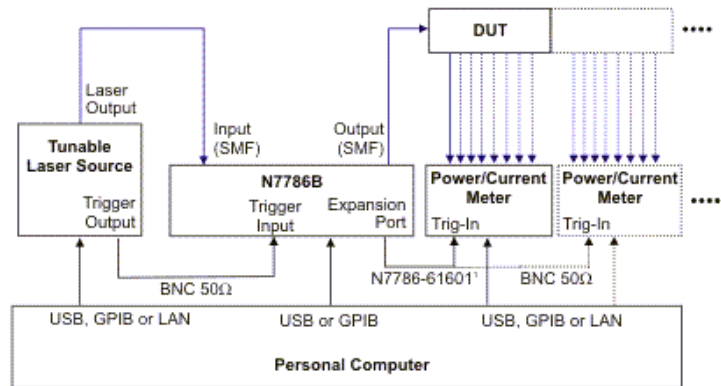 DUT
Laser
Output
Input
(SMF)
Output
(SMF)
Tunable
Laser Source
Trigger
Output
N7786B
Trigger
Input
Expansion
Port
Power/Current
Meter
Trig-In
Power/Current
Meter
Trig-In
BNC 50Ω
N7786-61601¹
BNC 50Ω
USB, GPIB or LAN
USB or GPIB
USB, GPIB or LAN
Personal Computer